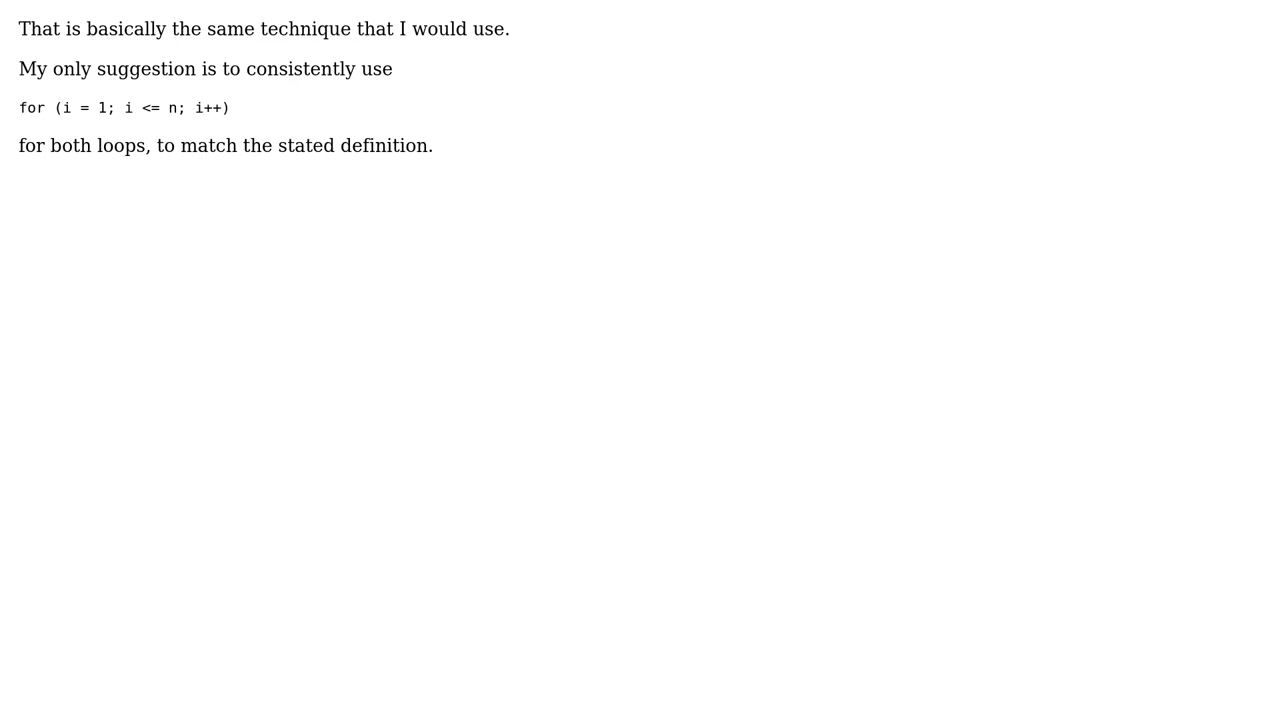 That is basically the same technique that I would use.
My only suggestion is to consistently use
for (i = 1; i <= n; i++)
for both loops, to match the stated definition.